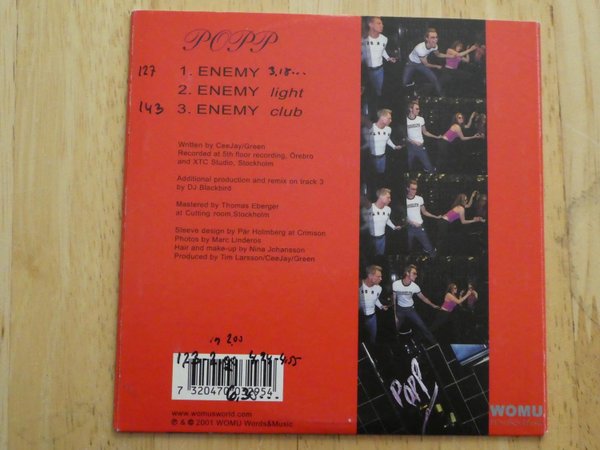 POPP
127 1. ENEMY 3,18...
2. ENEMY light
143 3. ENEMY club
Written by CeeJay/Green
Recorded at 5th floor recording, Örebro
and XTC Studio, Stockholm
Additional production and remix on track 3
by DJ Blackbird
Mastered by Thomas Eberger
at Cutting room,Stockholm
Sleeve design by Pär Holmberg at Crimson
Photos by Marc Linderos
Hair and make-up by Nina Johansson
Produced by Tim Larsson/CeeJay/Green
www.womusworld.com
℗ & © 2001 WOMU Words&Music
POPP
WOMU.